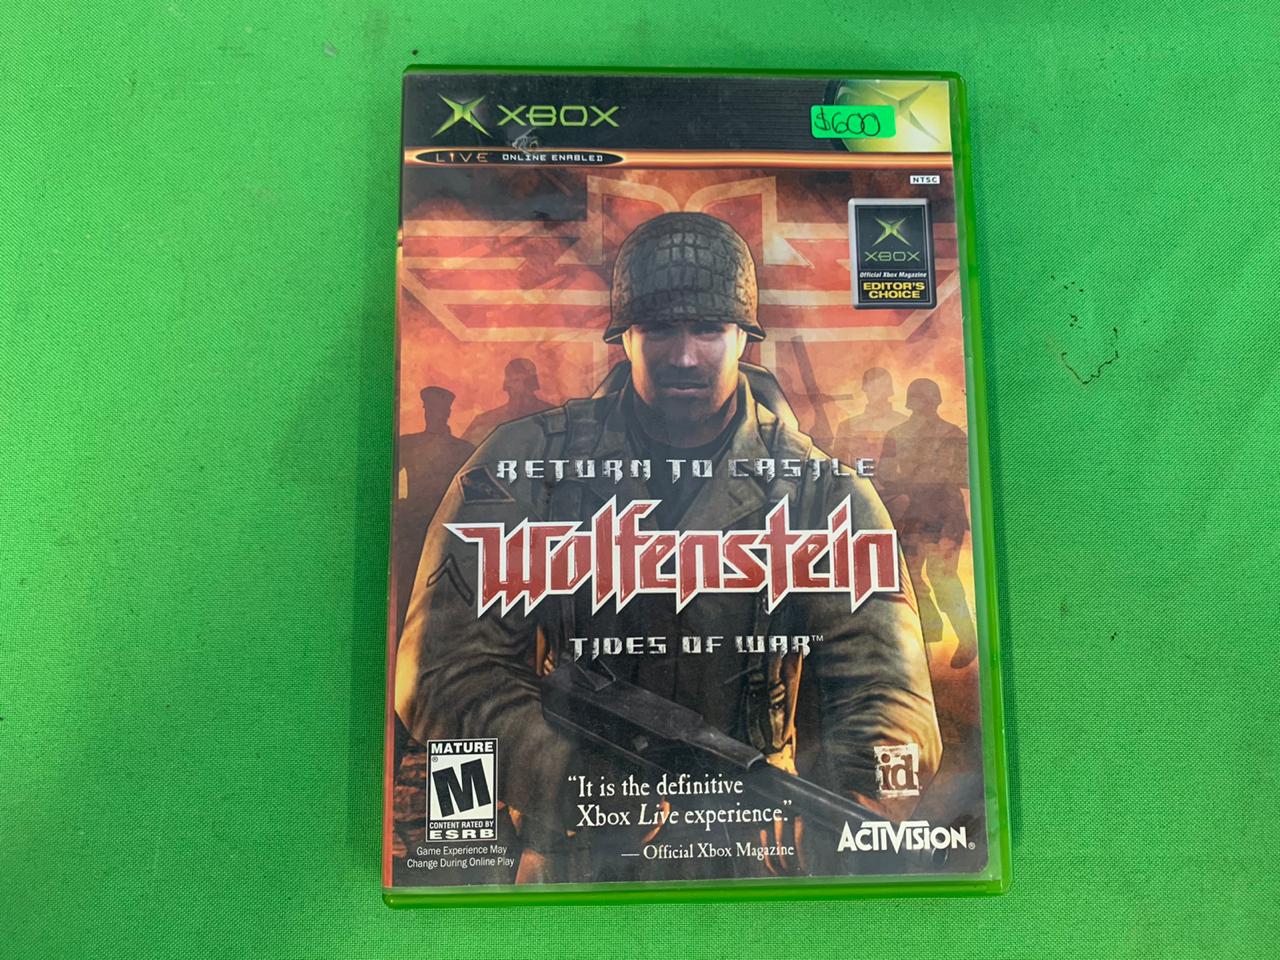 XBOX
$600
LIVE ONLINE ENABLED
NTSC
XBOX
Official Xbox Magazine
EDITOR'S
CHOICE
RETURN TO CASTLE
Wolfenstein
TIDES OF WAR™
MATURE
M
CONTENT RATED BY
ESRB
Game Experience May
Change During Online Play
"It is the definitive
Xbox Live experience."
— Official Xbox Magazine
id
ACTIVISION®